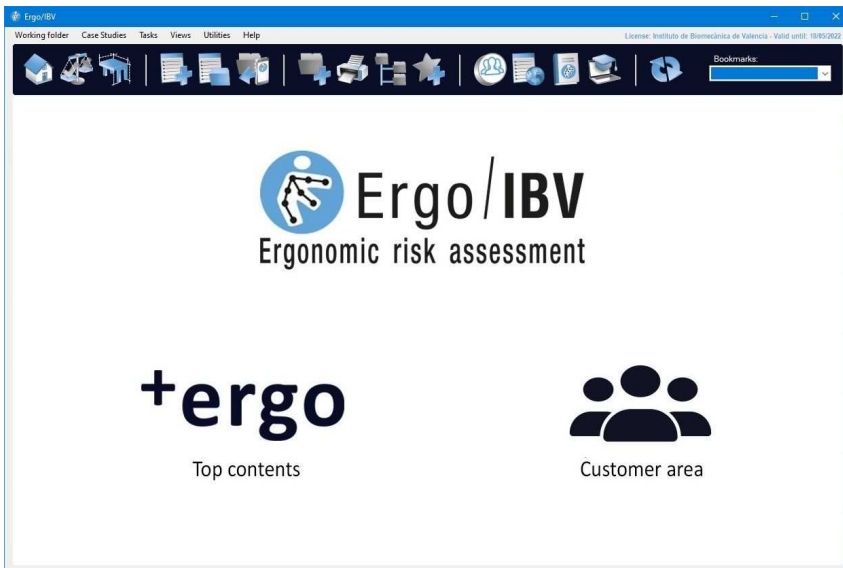 Ergo/IBV
Working folder Case Studies Tasks Views Utilities Help
License: Instituto de Biomecánica de Valencia - Valid until: 18/05/2022
Bookmarks:
Ergo/IBV
Ergonomic risk assessment
+ergo
Top contents
Customer area